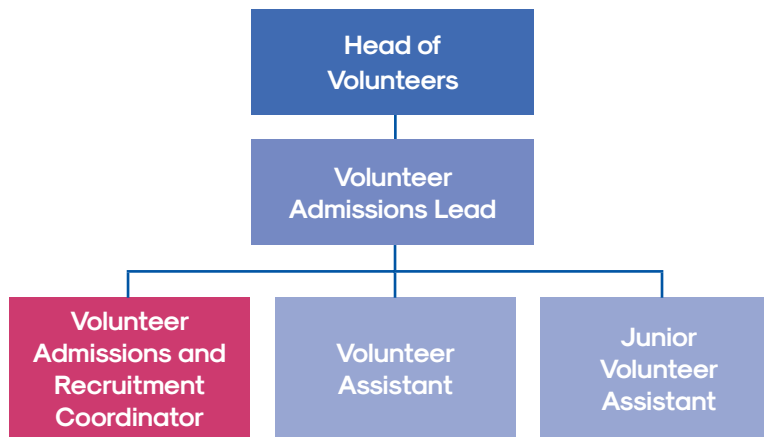 Head of
Volunteers
Volunteer
Admissions Lead
Volunteer
Admissions and
Recruitment
Coordinator
Volunteer
Assistant
Junior
Volunteer
Assistant